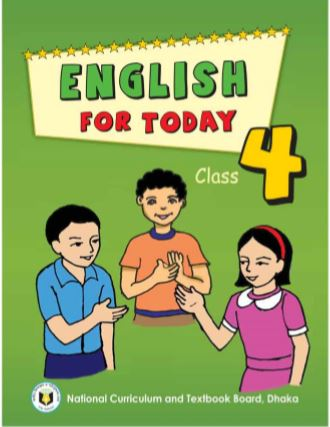 ENGLISH
FOR TODAY
Class 4
National Curriculum and Textbook Board, Dhaka